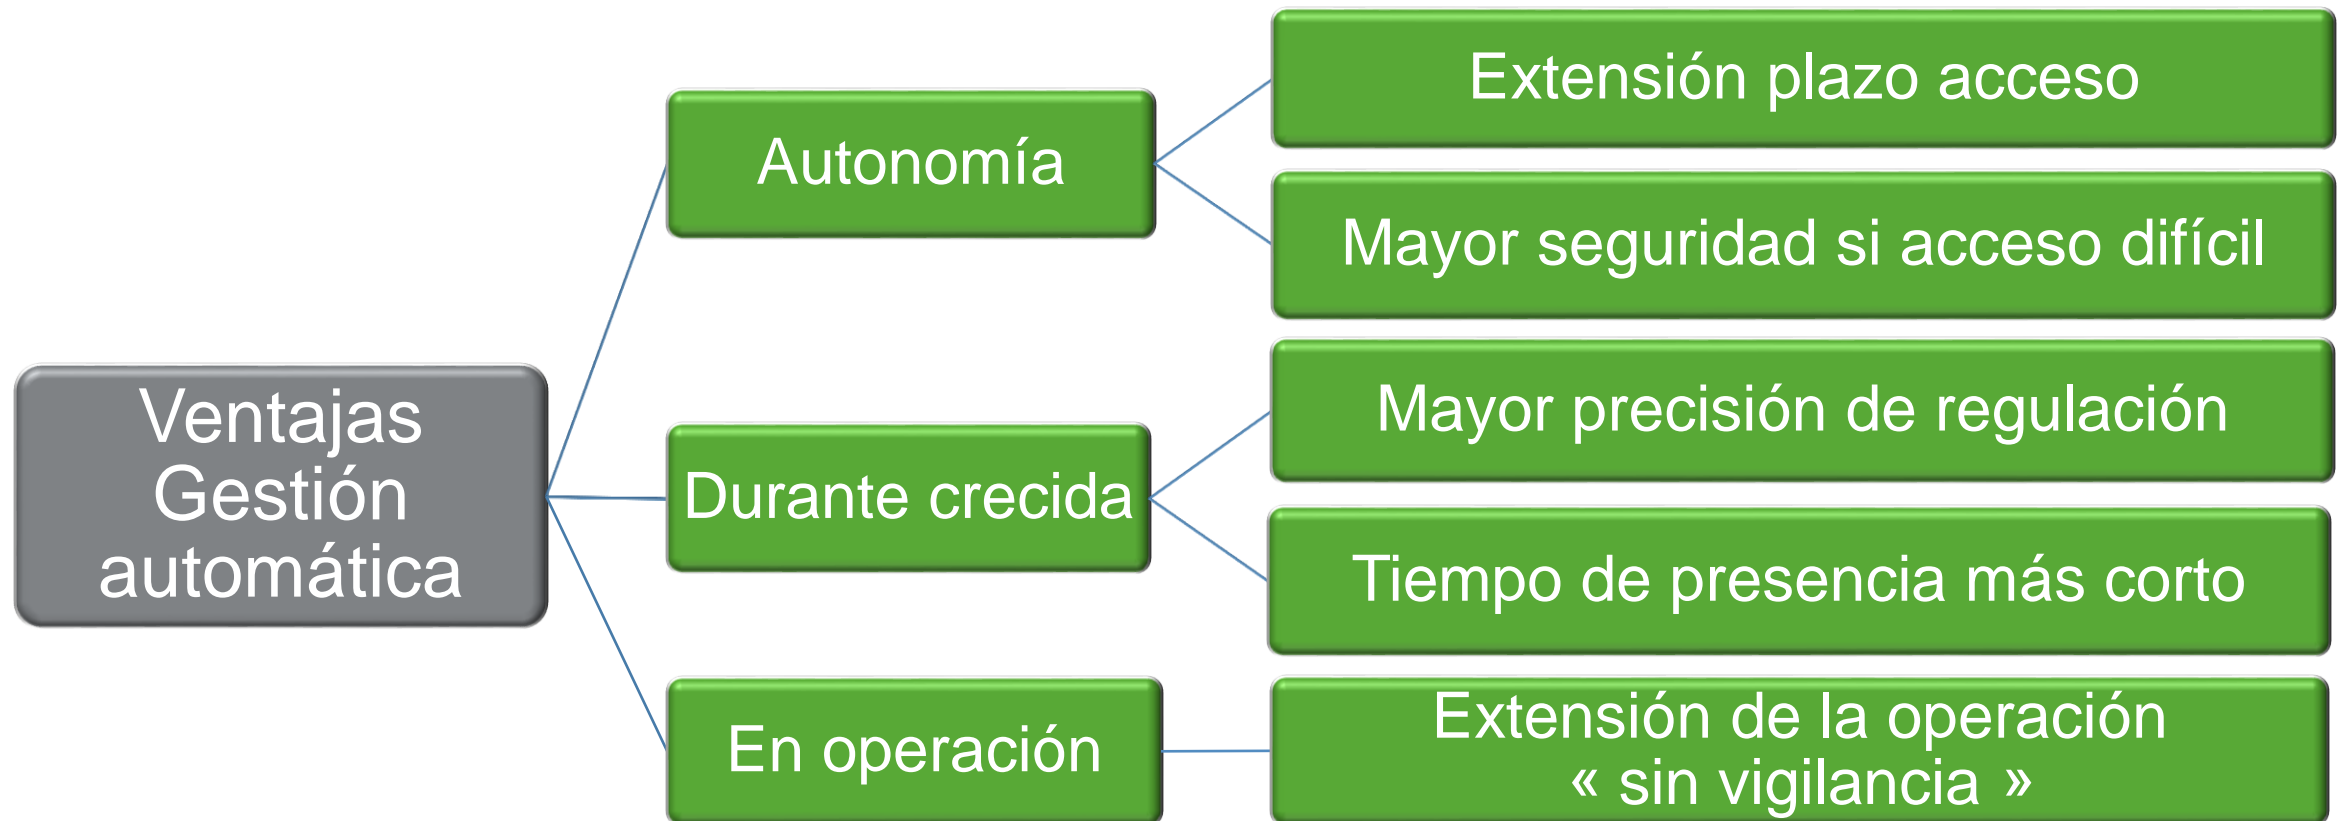 Ventajas
Gestión
automática
Autonomía
Extensión plazo acceso
Mayor seguridad si acceso difícil
Durante crecida
Mayor precisión de regulación
Tiempo de presencia más corto
En operación
Extensión de la operación
« sin vigilancia »